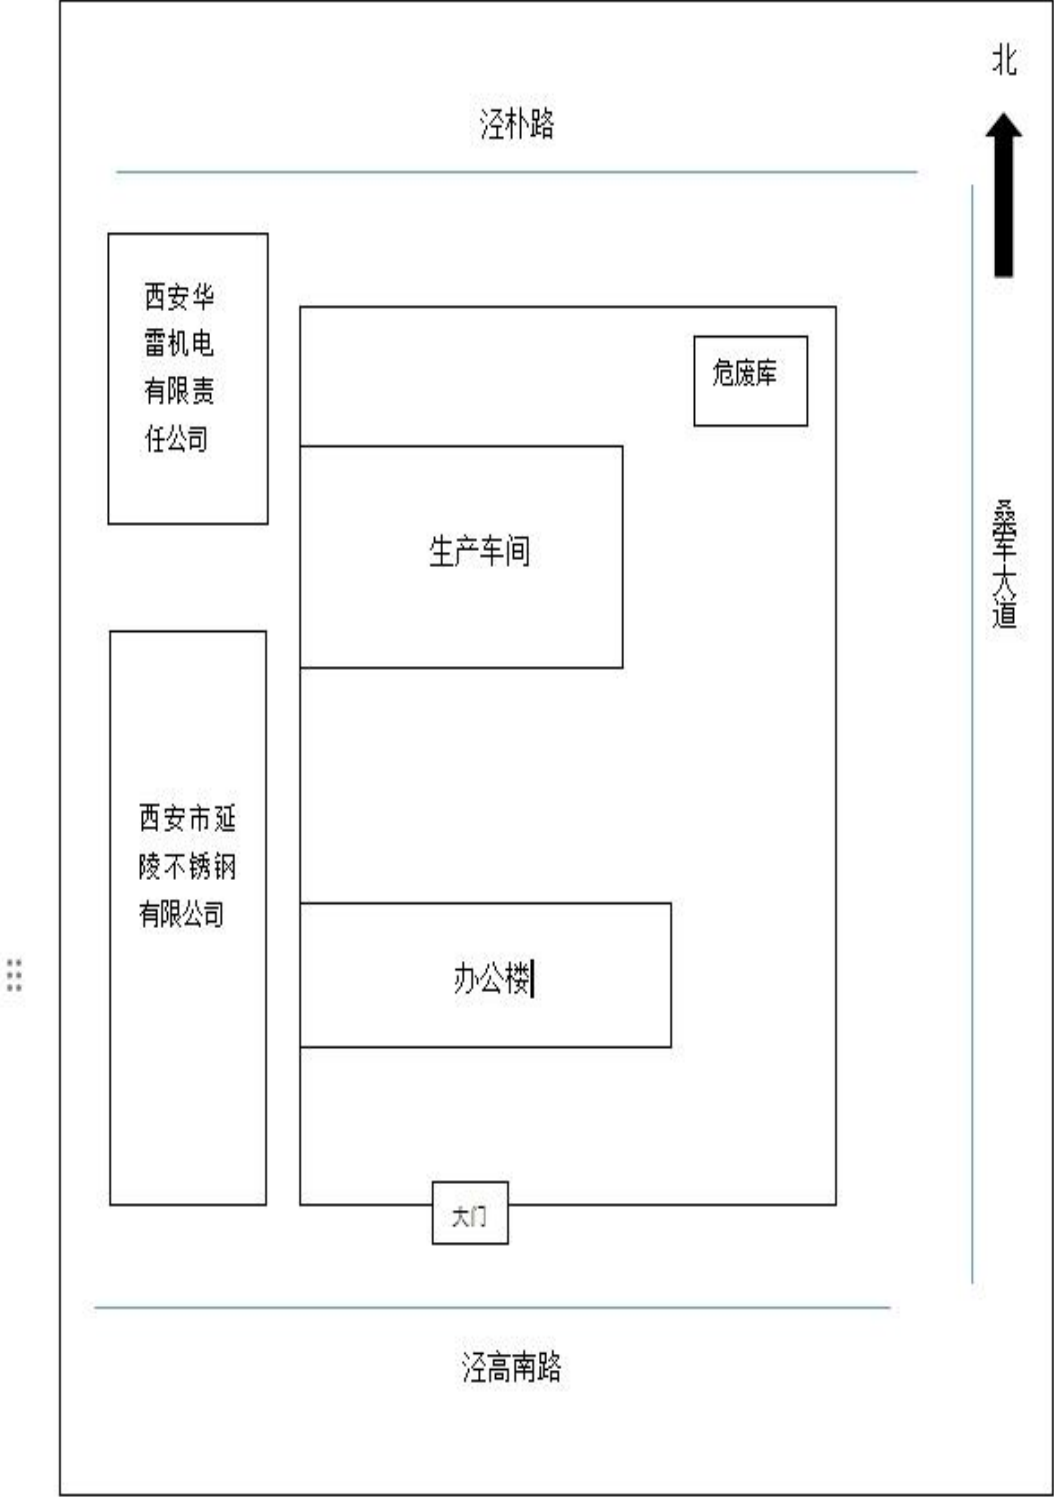 北
泾朴路
西安华
雷机电
有限责
任公司
危废库
生产车间
桑军大道
西安市延
陵不锈钢
有限公司
办公楼
大门
泾高南路